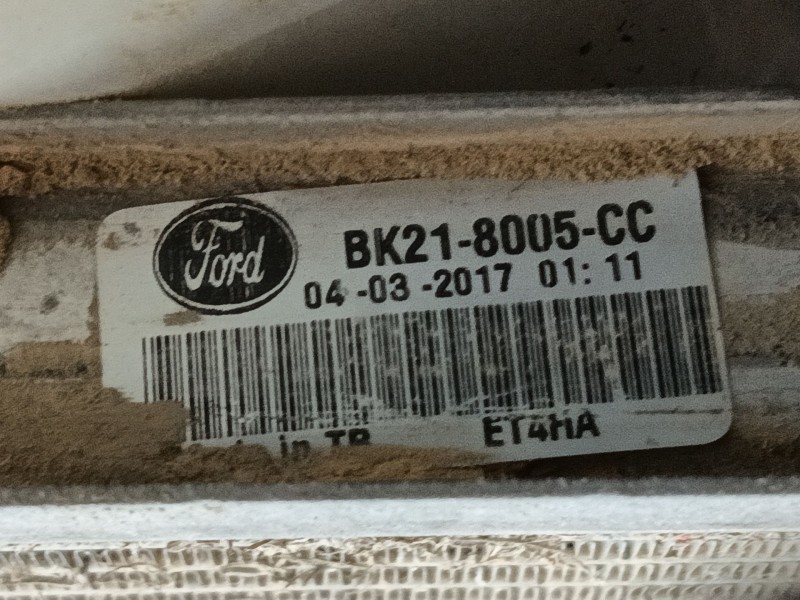 Ford
BK21-8005-CC
04-03-2017 01:11
in TR
ET4HA